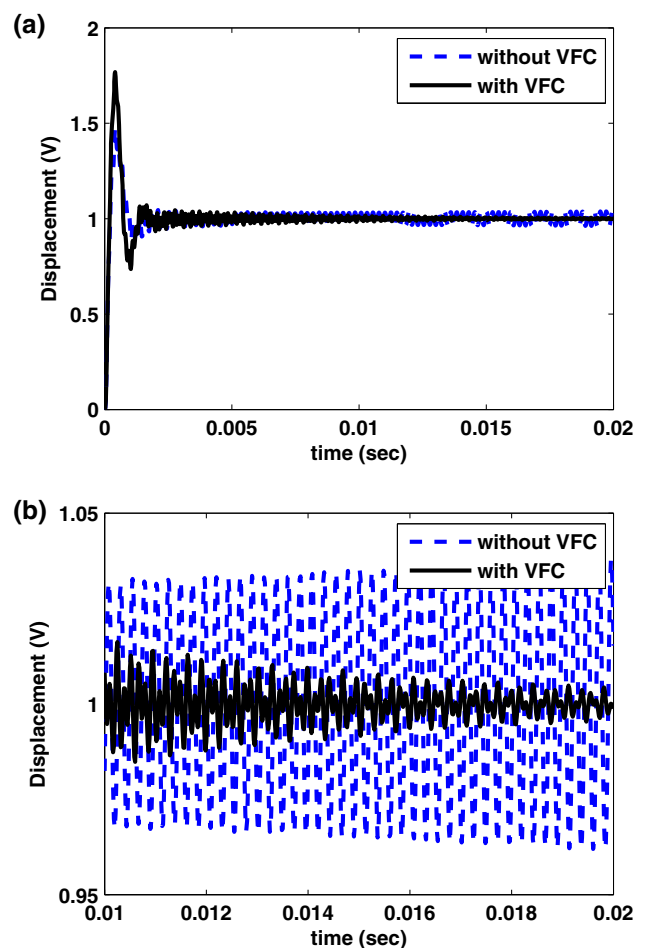 (a)
2
1.5
1
0.5
0
Displacement (V)
without VFC
with VFC
0
0.005
0.01
0.015
0.02
time (sec)
(b)
1.05
1
0.95
Displacement (V)
without VFC
with VFC
0.01
0.012
0.014
0.016
0.018
0.02
time (sec)